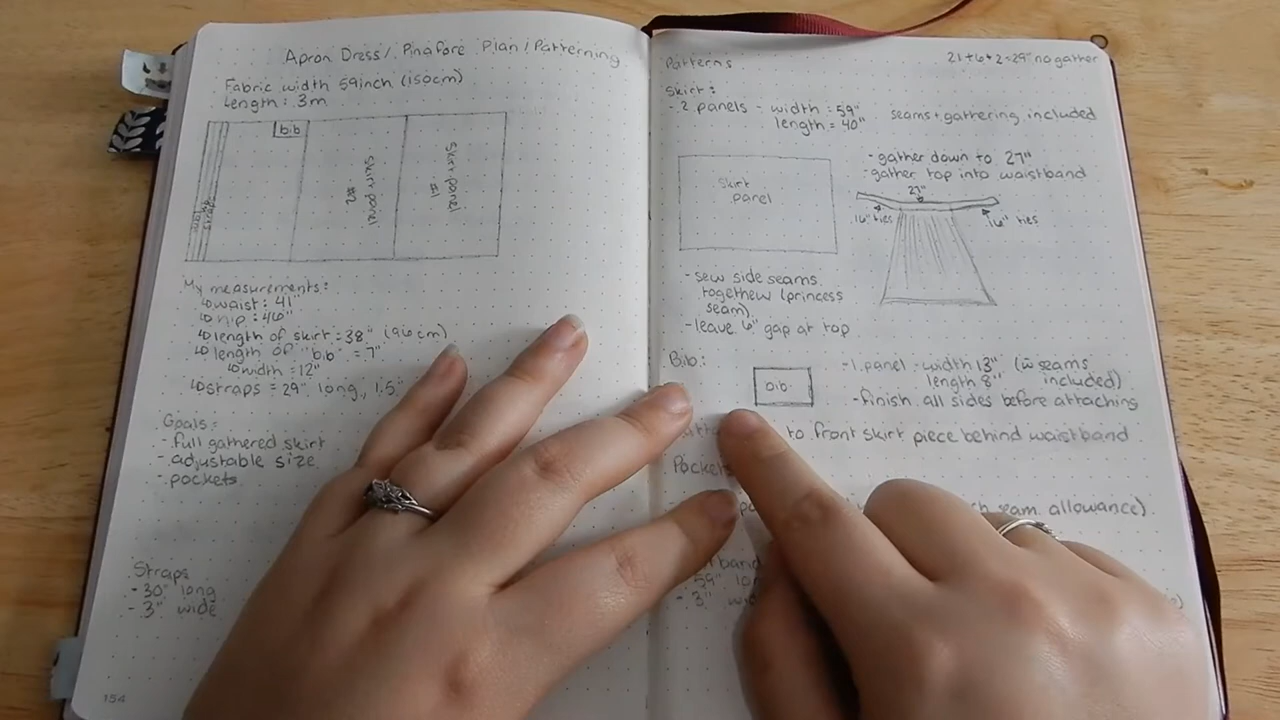 Apron Dress/ Pinafore Plan / Patterning
Fabric width 59inch (150cm)
Length : 3m
bib
skirt panel #2
skirt panel #1
My measurements:
waist : 41"
hip : 46"
length of skirt = 38" (96cm)
length of "bib" = 7"
width = 12"
straps = 29" long, 1.5"
Goals:
- full gathered skirt
- adjustable size
- pockets
Straps
- 30" long
- 3" wide
154
Patterns
21+6+2=29" no gather
Skirt:
- 2 panels - width = 59"
length = 40"
seams + gathering included
skirt panel
- gather down to 27"
- gather top into waistband
27"
16" ties
16" ties
- sew side seams
together (princess
seam)
- leave 6" gap at top
Bib:
bib
- 1 panel - width 13" (w seams
length 8" included)
- finish all sides before attaching
to front skirt piece behind waistband
Pockets
seam allowance).
59"
- 3"